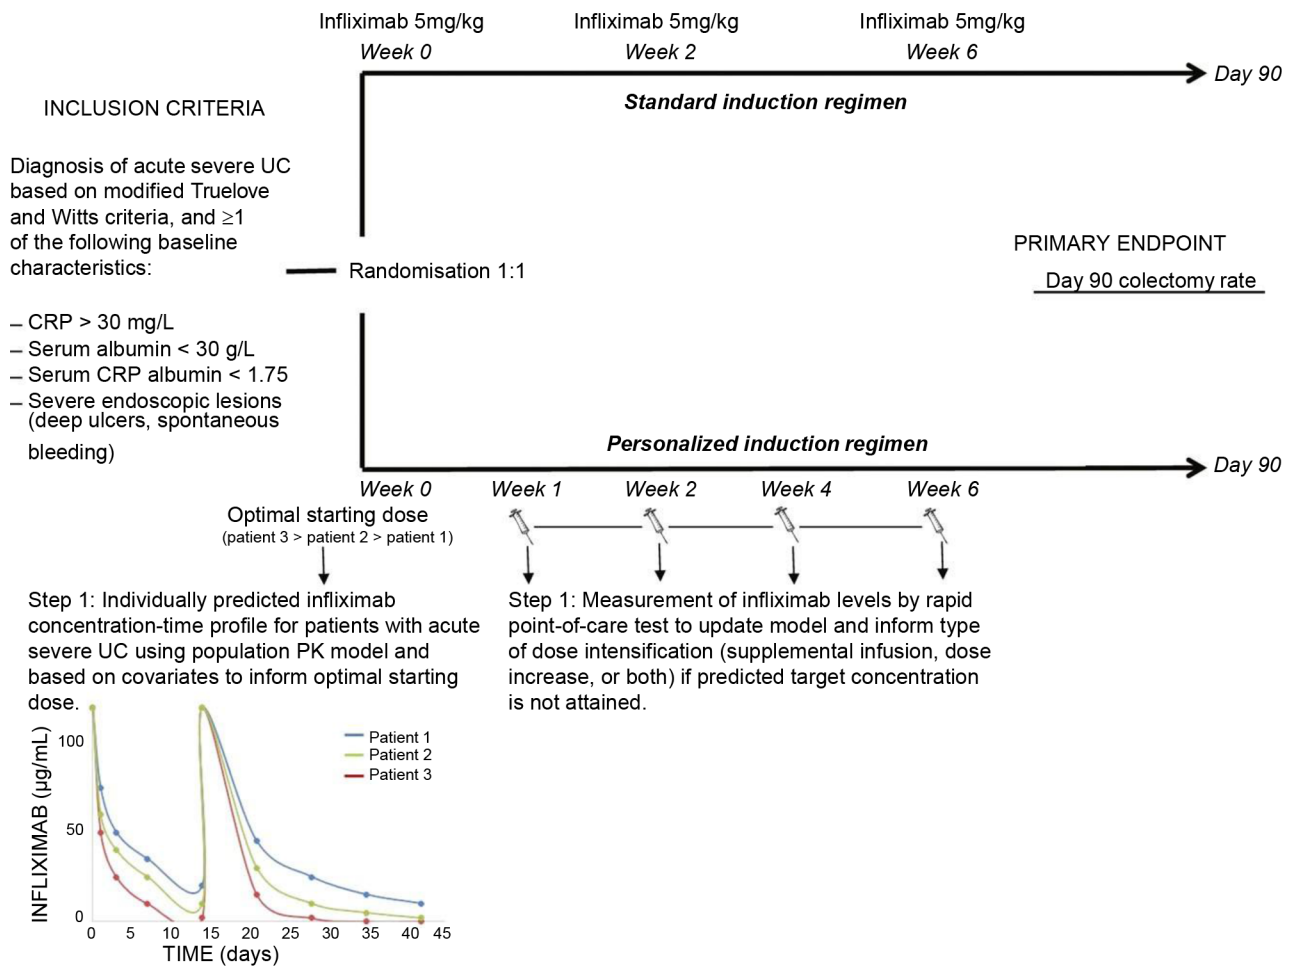 Infliximab 5mg/kg
Week 0
Infliximab 5mg/kg
Week 2
Infliximab 5mg/kg
Week 6
Day 90
Standard induction regimen
INCLUSION CRITERIA
Diagnosis of acute severe UC
based on modified Truelove
and Witts criteria, and ≥1
of the following baseline
characteristics:
– CRP > 30 mg/L
– Serum albumin < 30 g/L
– Serum CRP albumin < 1.75
– Severe endoscopic lesions
(deep ulcers, spontaneous
bleeding)
Randomisation 1:1
PRIMARY ENDPOINT
Day 90 colectomy rate
Personalized induction regimen
Day 90
Week 0
Week 1
Week 2
Week 4
Week 6
Optimal starting dose
(patient 3 > patient 2 > patient 1)
Step 1: Individually predicted infliximab
concentration-time profile for patients with acute
severe UC using population PK model and
based on covariates to inform optimal starting
dose.
Step 1: Measurement of infliximab levels by rapid
point-of-care test to update model and inform type
of dose intensification (supplemental infusion, dose
increase, or both) if predicted target concentration
is not attained.
INFLIXIMAB (µg/mL)
100
50
0
Patient 1
Patient 2
Patient 3
0 5 10 15 20 25 30 35 40 45
TIME (days)